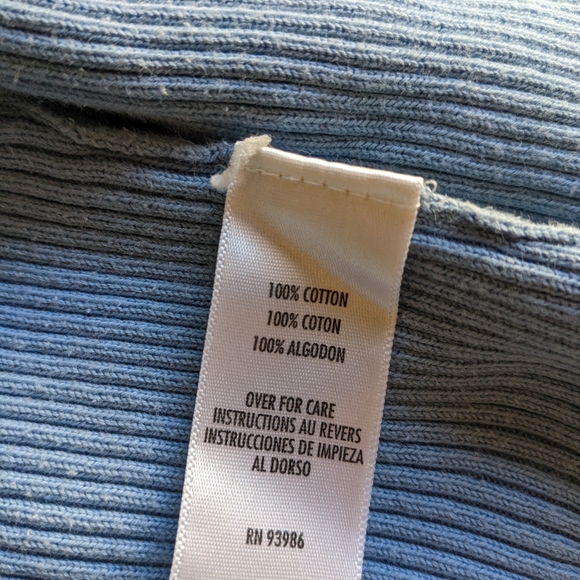 100% COTTON
100% COTON
100% ALGODON
OVER FOR CARE
INSTRUCTIONS AU REVERS
INSTRUCCIONES DE IMPIEZA
AL DORSO
RN 93986